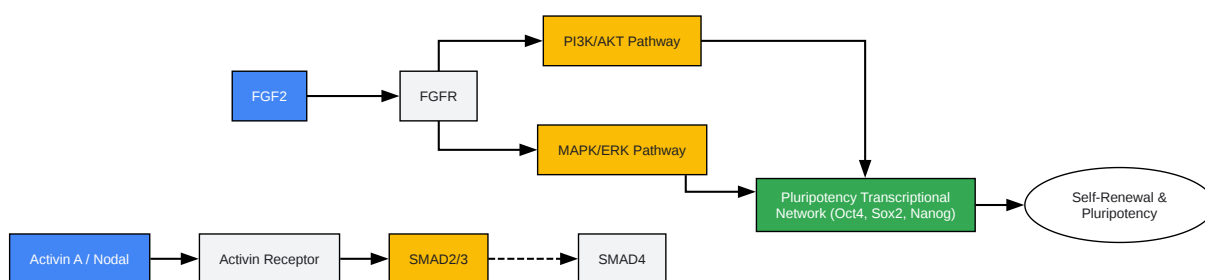 PI3K/AKT Pathway
FGF2
FGFR
MAPK/ERK Pathway
Pluripotency Transcriptional
Network (Oct4, Sox2, Nanog)
Self-Renewal &
Pluripotency
Activin A / Nodal
Activin Receptor
SMAD2/3
SMAD4